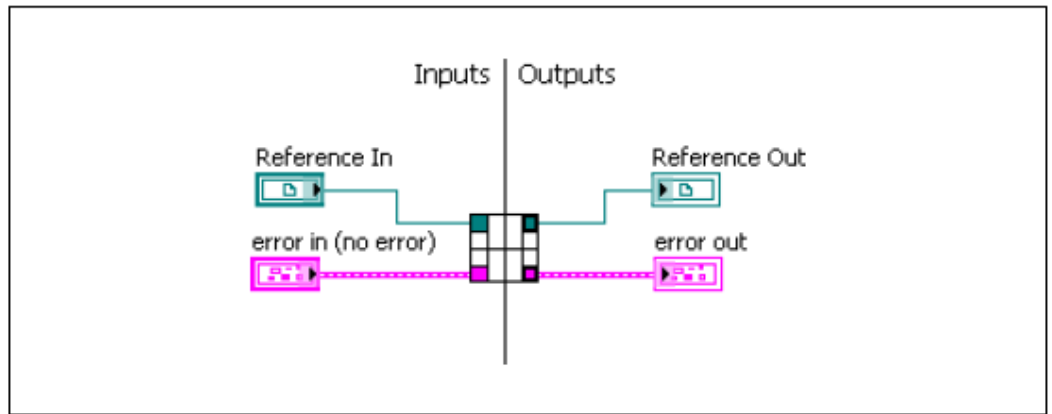 Inputs Outputs
Reference In
Reference Out
error in (no error)
error out